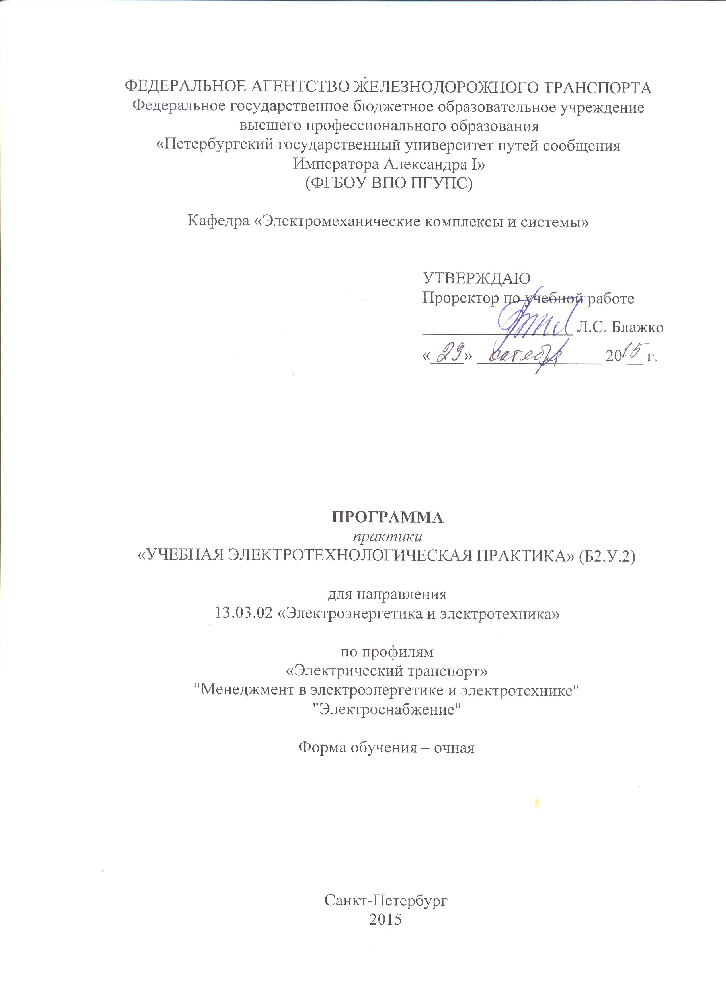 ФЕДЕРАЛЬНОЕ АГЕНТСТВО ЖЕЛЕЗНОДОРОЖНОГО ТРАНСПОРТА
Федеральное государственное бюджетное образовательное учреждение
высшего профессионального образования
«Петербургский государственный университет путей сообщения
Императора Александра I»
(ФГБОУ ВПО ПГУПС)
Кафедра «Электромеханические комплексы и системы»
УТВЕРЖДАЮ
Проректор по учебной работе
Л.С. Блажко
«29» октября 2015 г.
ПРОГРАММА
практики
«УЧЕБНАЯ ЭЛЕКТРОТЕХНОЛОГИЧЕСКАЯ ПРАКТИКА» (Б2.У.2)
для направления
13.03.02 «Электроэнергетика и электротехника»
по профилям
«Электрический транспорт»
"Менеджмент в электроэнергетике и электротехнике"
"Электроснабжение"
Форма обучения – очная
Санкт-Петербург
2015